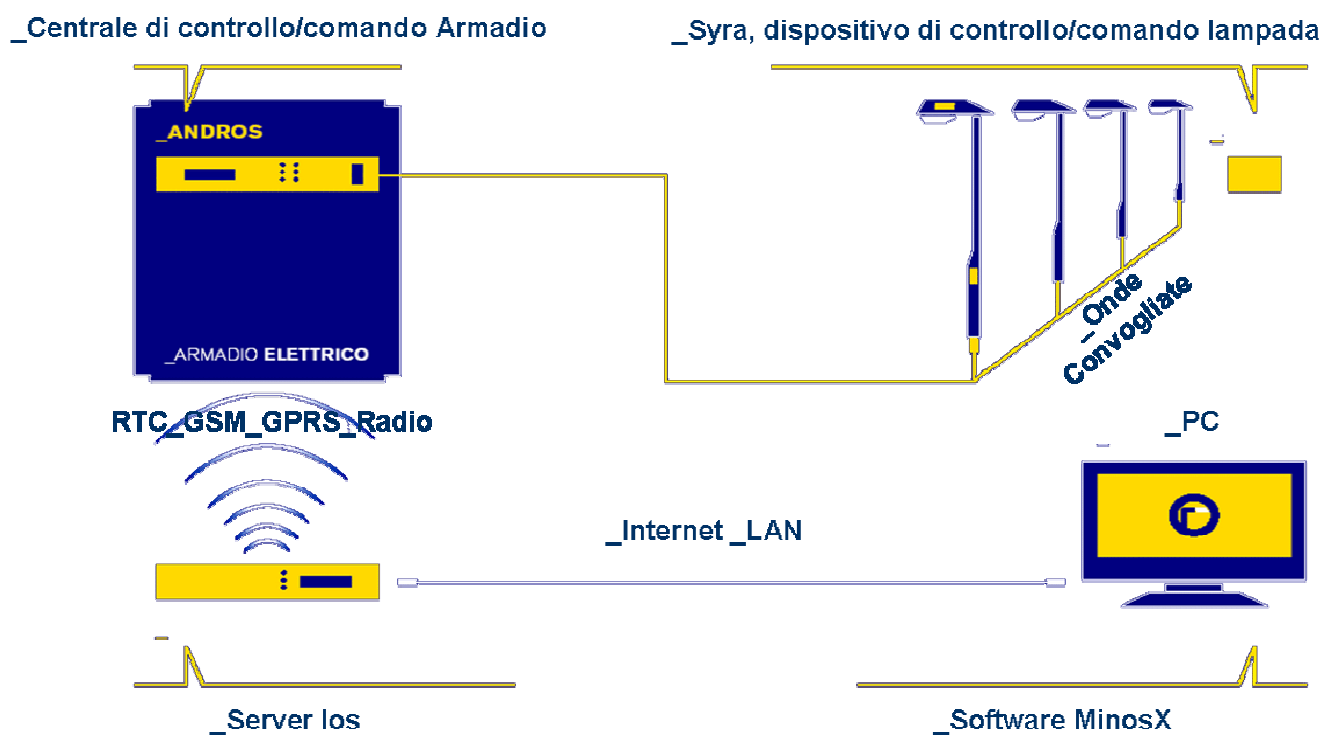 _Centrale di controllo/comando Armadio
_Syra, dispositivo di controllo/comando lampada
_ANDROS
_ARMADIO ELETTRICO
_Onde
Convogliate
RTC_GSM_GPRS_Radio
_PC
_Internet _LAN
_Server Ios
_Software MinosX